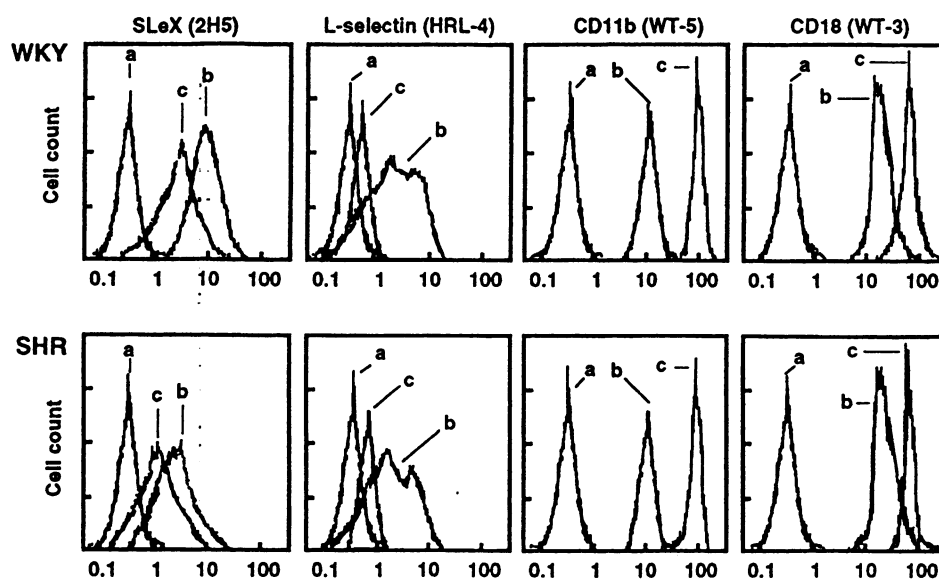 SLeX (2H5) L-selectin (HRL-4) CD11b (WT-5) CD18 (WT-3)
WKY
Cell count
a c b
a c b
a b c
a b c
0.1 1 10 100 0.1 1 10 100 0.1 1 10 100 0.1 1 10 100
SHR
Cell count
a c b
a c b
a b c
a b c
0.1 1 10 100 0.1 1 10 100 0.1 1 10 100 0.1 1 10 100